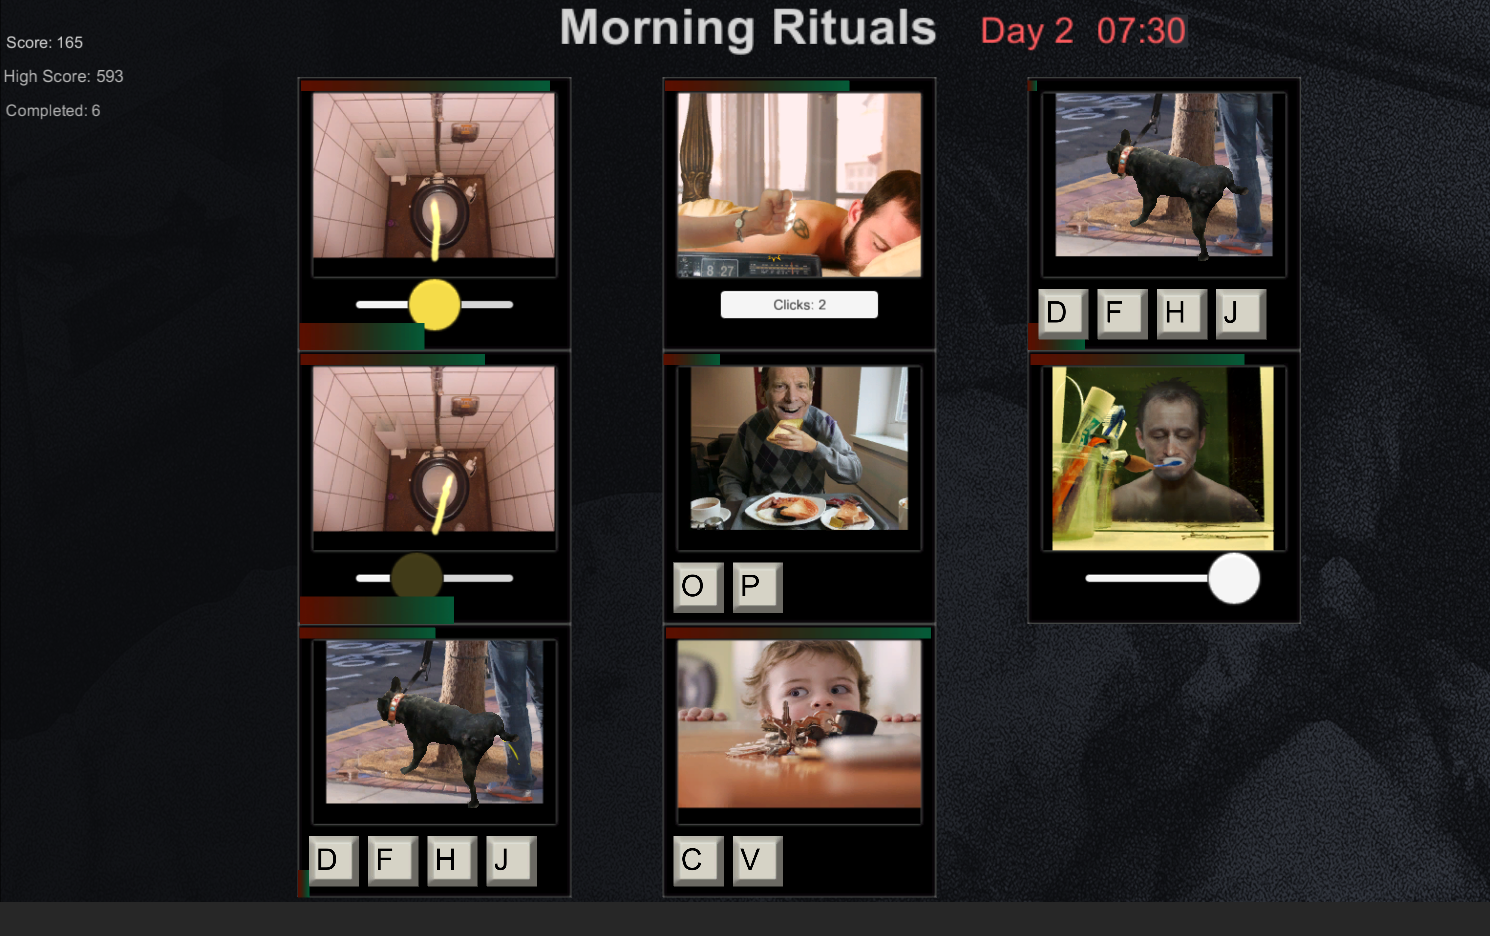 Morning Rituals
Day 2 07:30
Score: 165
High Score: 593
Completed: 6
8 27
Clicks: 2
D F H J
O P
D F H J
C V